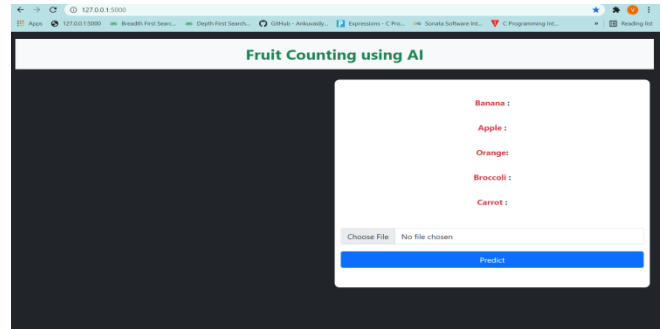 127.0.0.1:5000
Apps 127.0.0.1:5000 Breadth First Searc... Depth First Search... GitHub - Ankuvaidy... Expressions - C Pro... Sonata Software Int... C Programming Int... » Reading list
Fruit Counting using AI
Banana :
Apple :
Orange:
Broccoli :
Carrot :
Choose File No file chosen
Predict